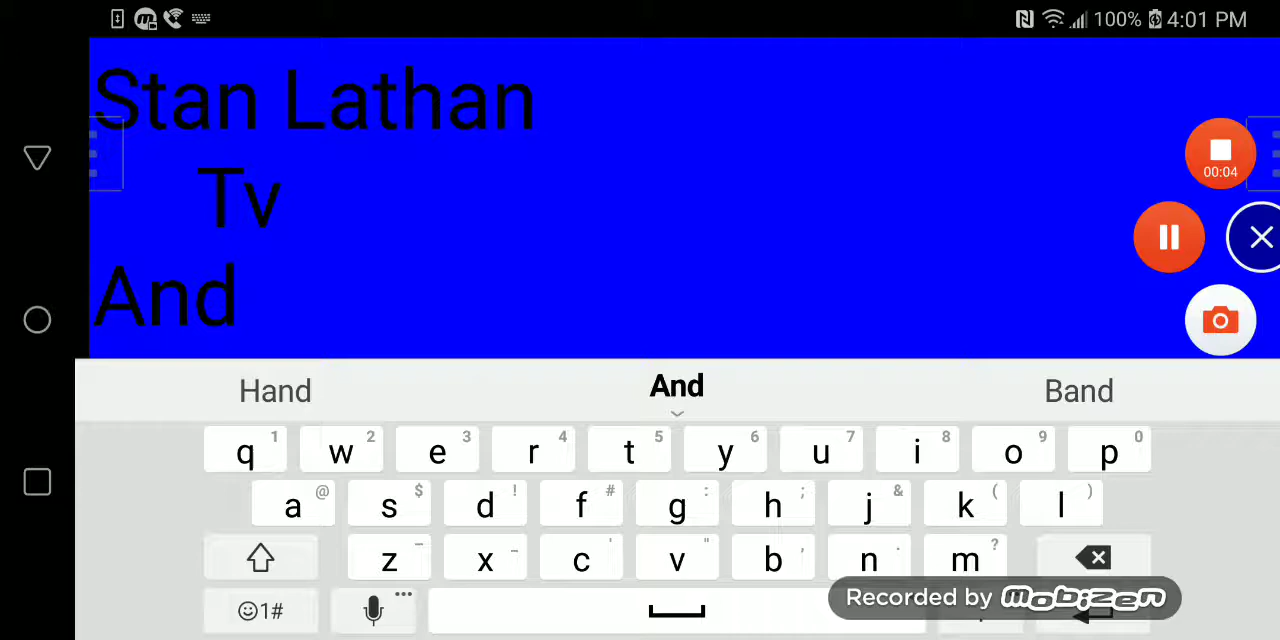 100% 4:01 PM
Stan Lathan
Tv
And
00:04
Hand And Band
q 1 w 2 e 3 r 4 t 5 y 6 u 7 i 8 o 9 p 0
a @ s $ d ! f # g : h ; j & k ( l )
z - x _ c ' v " b , n . m ?
1#
Recorded by mobizen